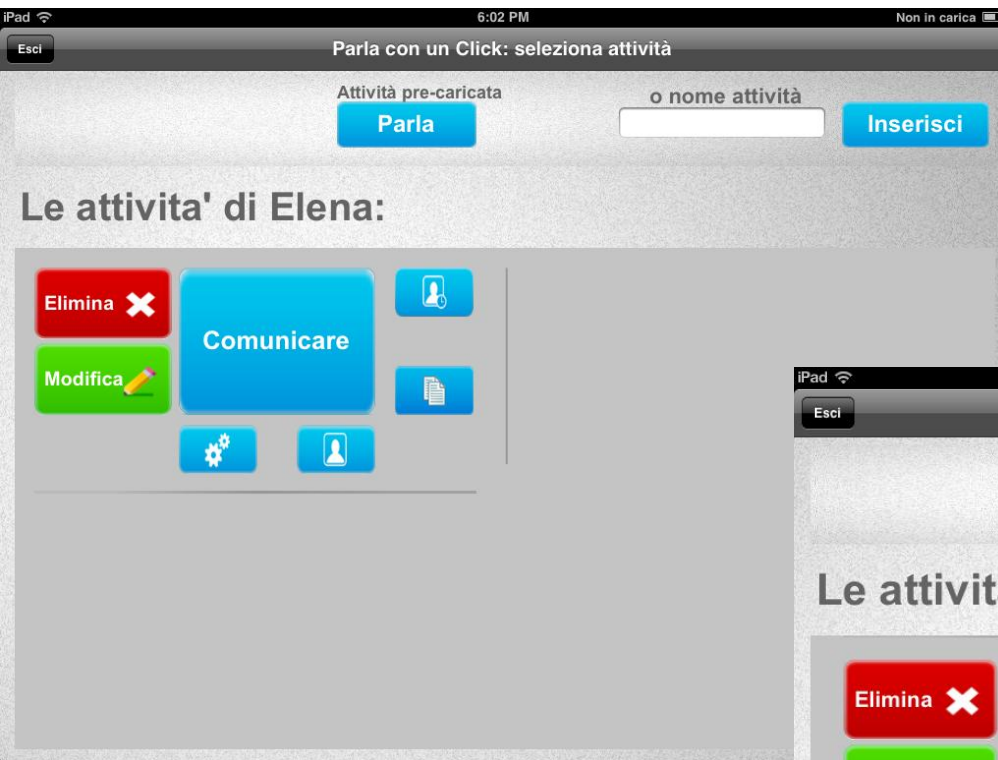 iPad 6:02 PM Non in carica
Esci Parla con un Click: seleziona attività
Attività pre-caricata o nome attività
Parla Inserisci
Le attivita' di Elena:
Elimina
Comunicare
Modifica
iPad
Esci
Le attivit
Elimina